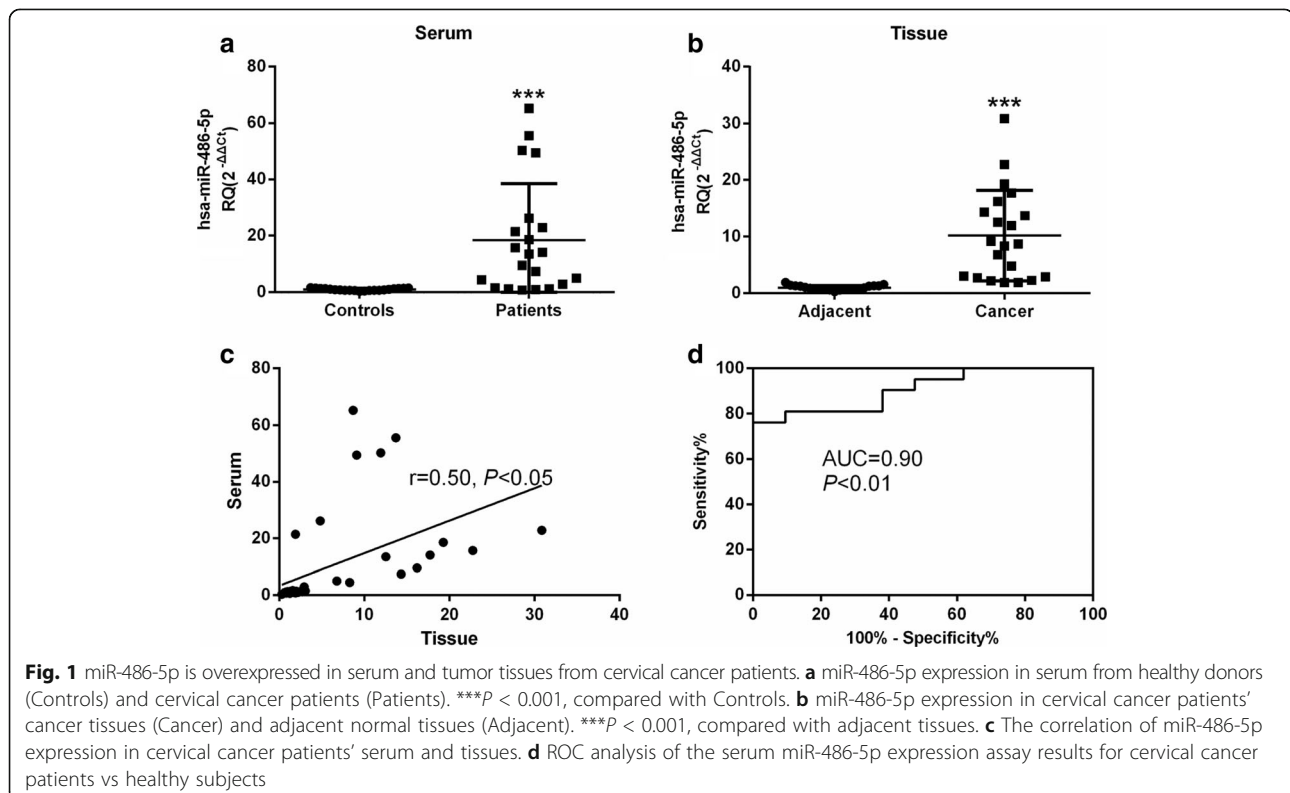 a Serum
***
hsa-miR-486-5p
RQ(2 -ΔΔCt)
80
60
40
20
0
Controls Patients
b Tissue
***
hsa-miR-486-5p
RQ(2 -ΔΔCt)
40
30
20
10
0
Adjacent Cancer
c
Serum
80
60
40
20
0
r=0.50, P<0.05
0 10 20 30 40
Tissue
d
Sensitivity%
100
80
60
40
20
0
AUC=0.90
P<0.01
0 20 40 60 80 100
100% - Specificity%
Fig. 1 miR-486-5p is overexpressed in serum and tumor tissues from cervical cancer patients. a miR-486-5p expression in serum from healthy donors
(Controls) and cervical cancer patients (Patients). ***P < 0.001, compared with Controls. b miR-486-5p expression in cervical cancer patients’
cancer tissues (Cancer) and adjacent normal tissues (Adjacent). ***P < 0.001, compared with adjacent tissues. c The correlation of miR-486-5p
expression in cervical cancer patients’ serum and tissues. d ROC analysis of the serum miR-486-5p expression assay results for cervical cancer
patients vs healthy subjects